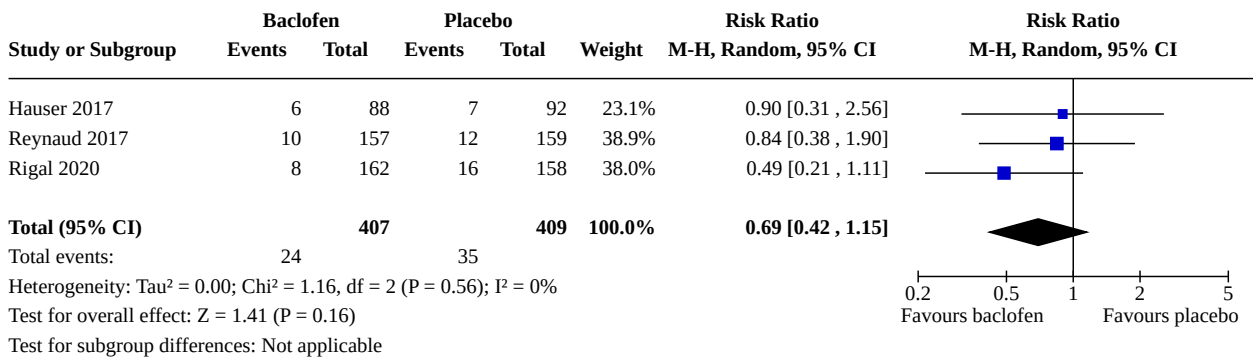 Baclofen Placebo Risk Ratio Risk Ratio
Study or Subgroup Events Total Events Total Weight M-H, Random, 95% CI M-H, Random, 95% CI
Hauser 2017 6 88 7 92 23.1% 0.90 [0.31 , 2.56]
Reynaud 2017 10 157 12 159 38.9% 0.84 [0.38 , 1.90]
Rigal 2020 8 162 16 158 38.0% 0.49 [0.21 , 1.11]
Total (95% CI) 407 409 100.0% 0.69 [0.42 , 1.15]
Total events: 24 35
Heterogeneity: Tau² = 0.00; Chi² = 1.16, df = 2 (P = 0.56); I² = 0%
Test for overall effect: Z = 1.41 (P = 0.16)
Test for subgroup differences: Not applicable
0.2 0.5 1 2 5
Favours baclofen Favours placebo